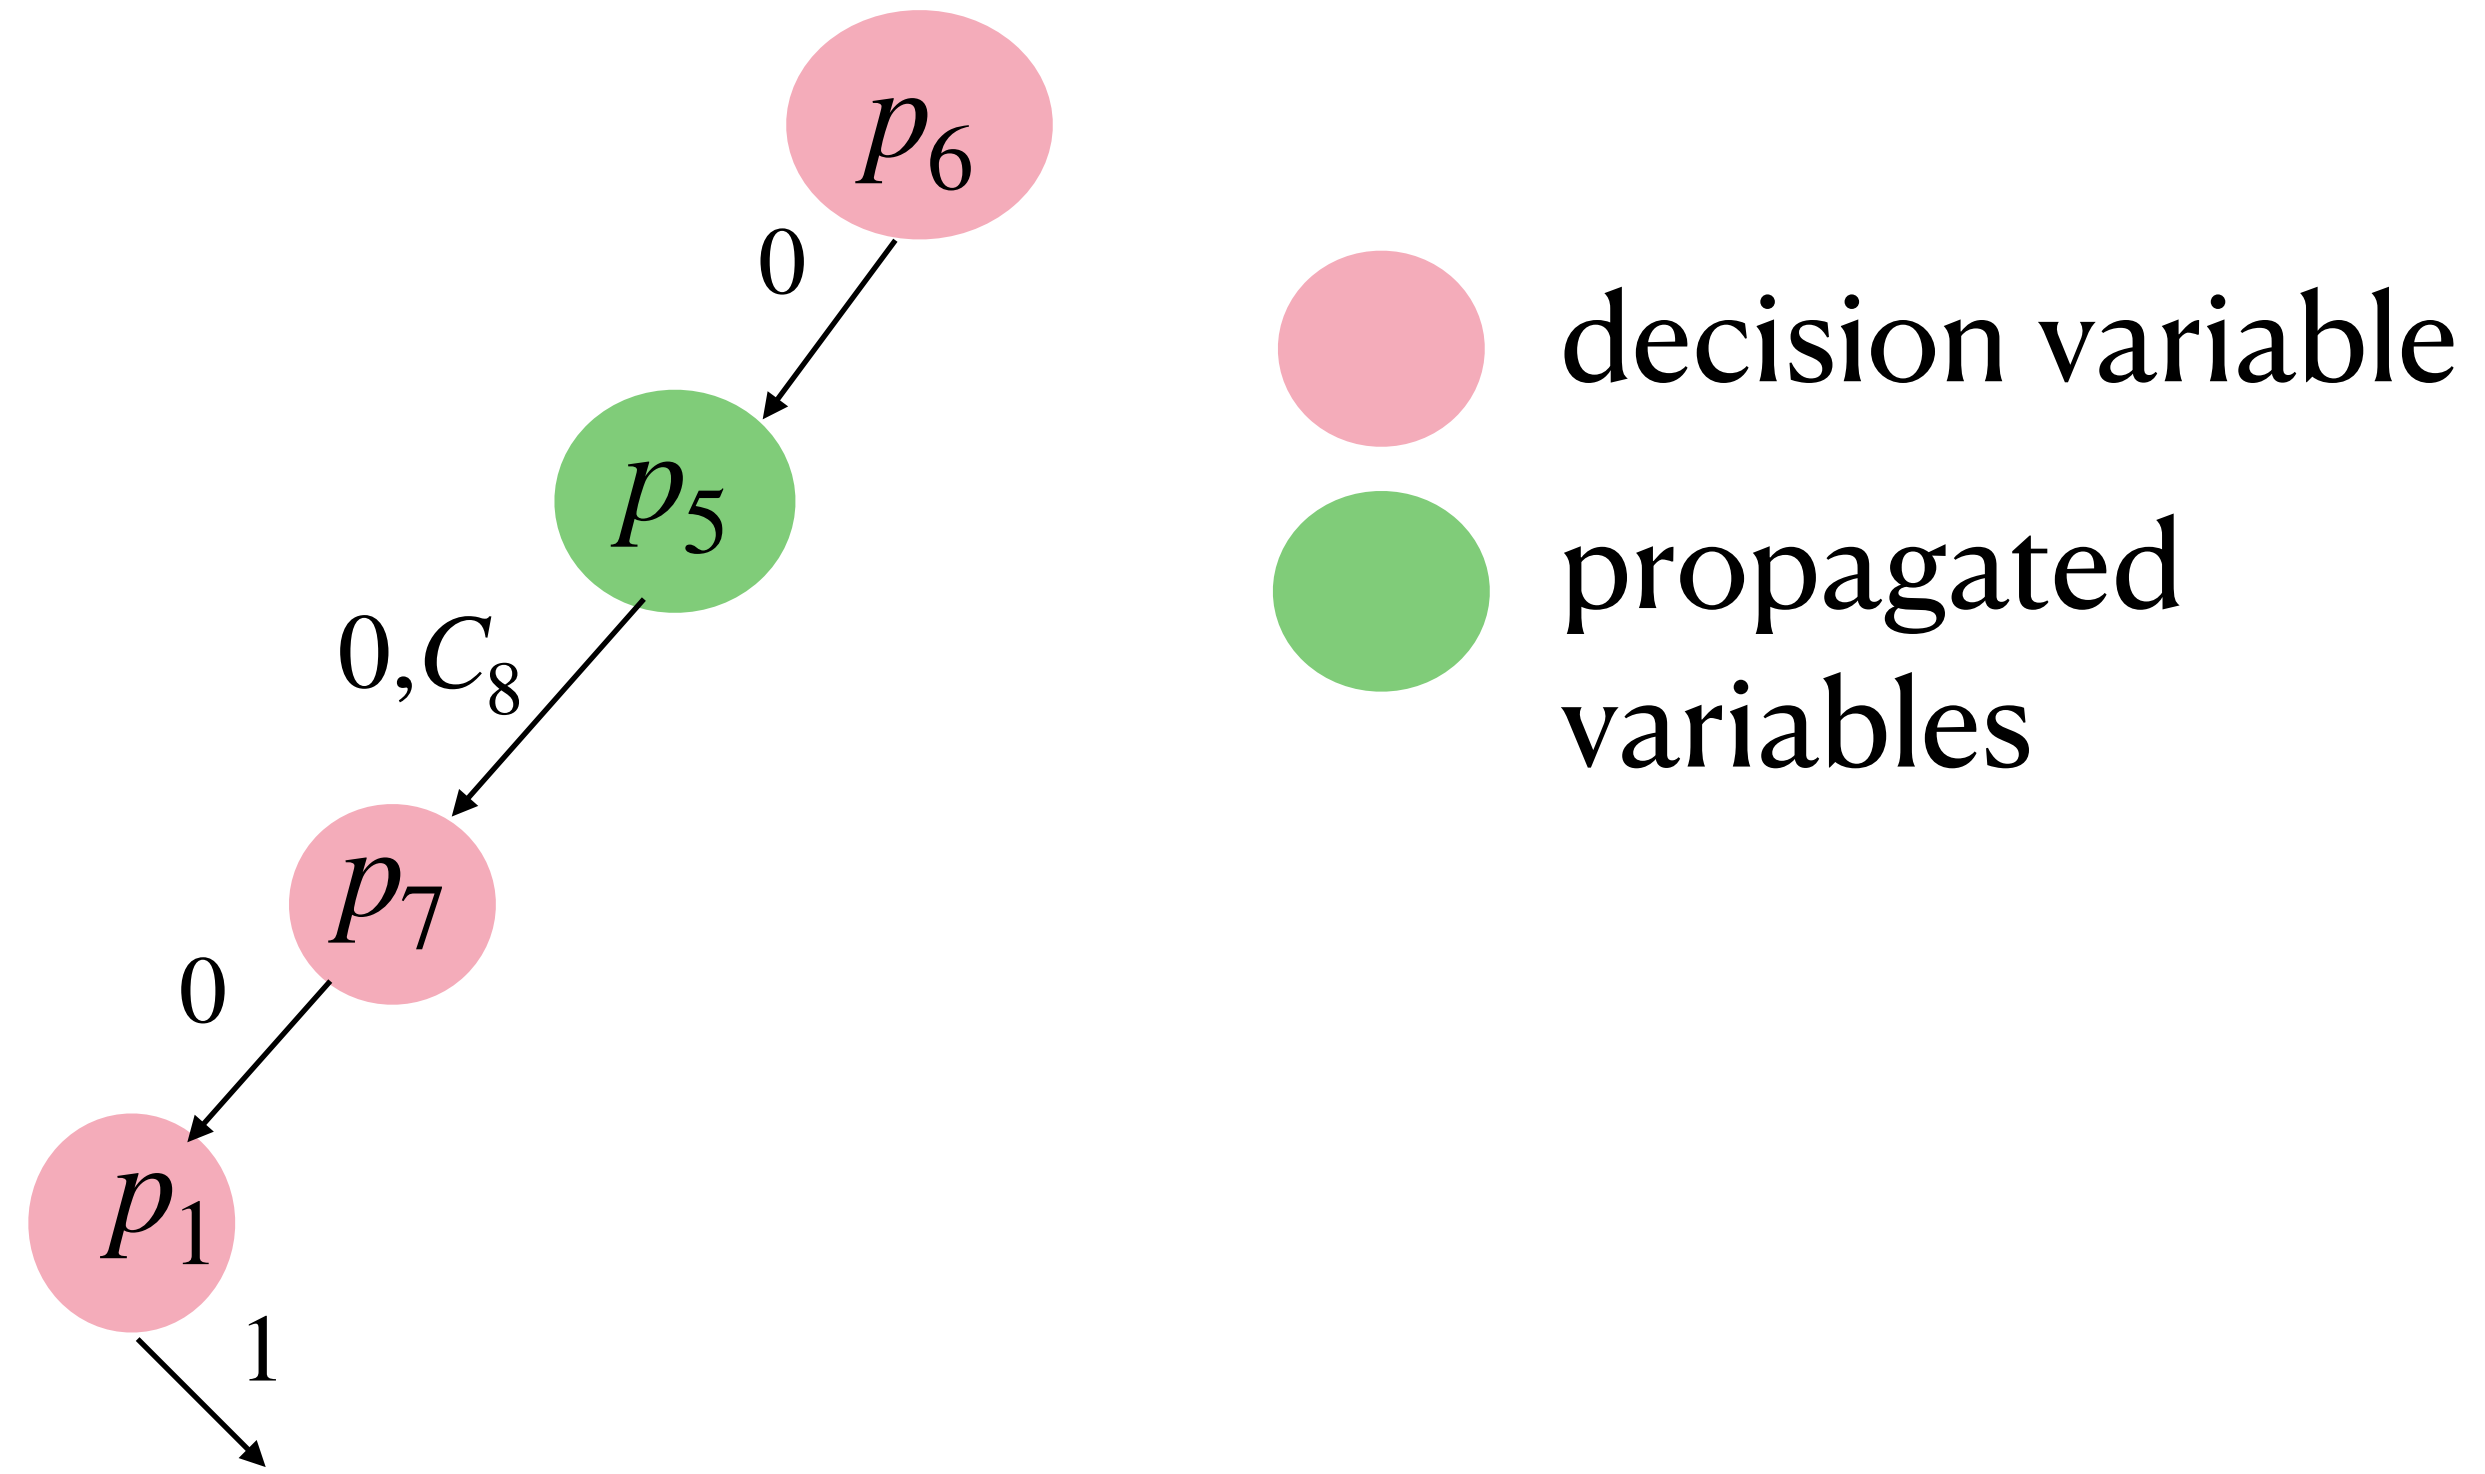 p₆
0
decision variable
p₅
propagated
variables
0, C₈
p₇
0
p₁
1